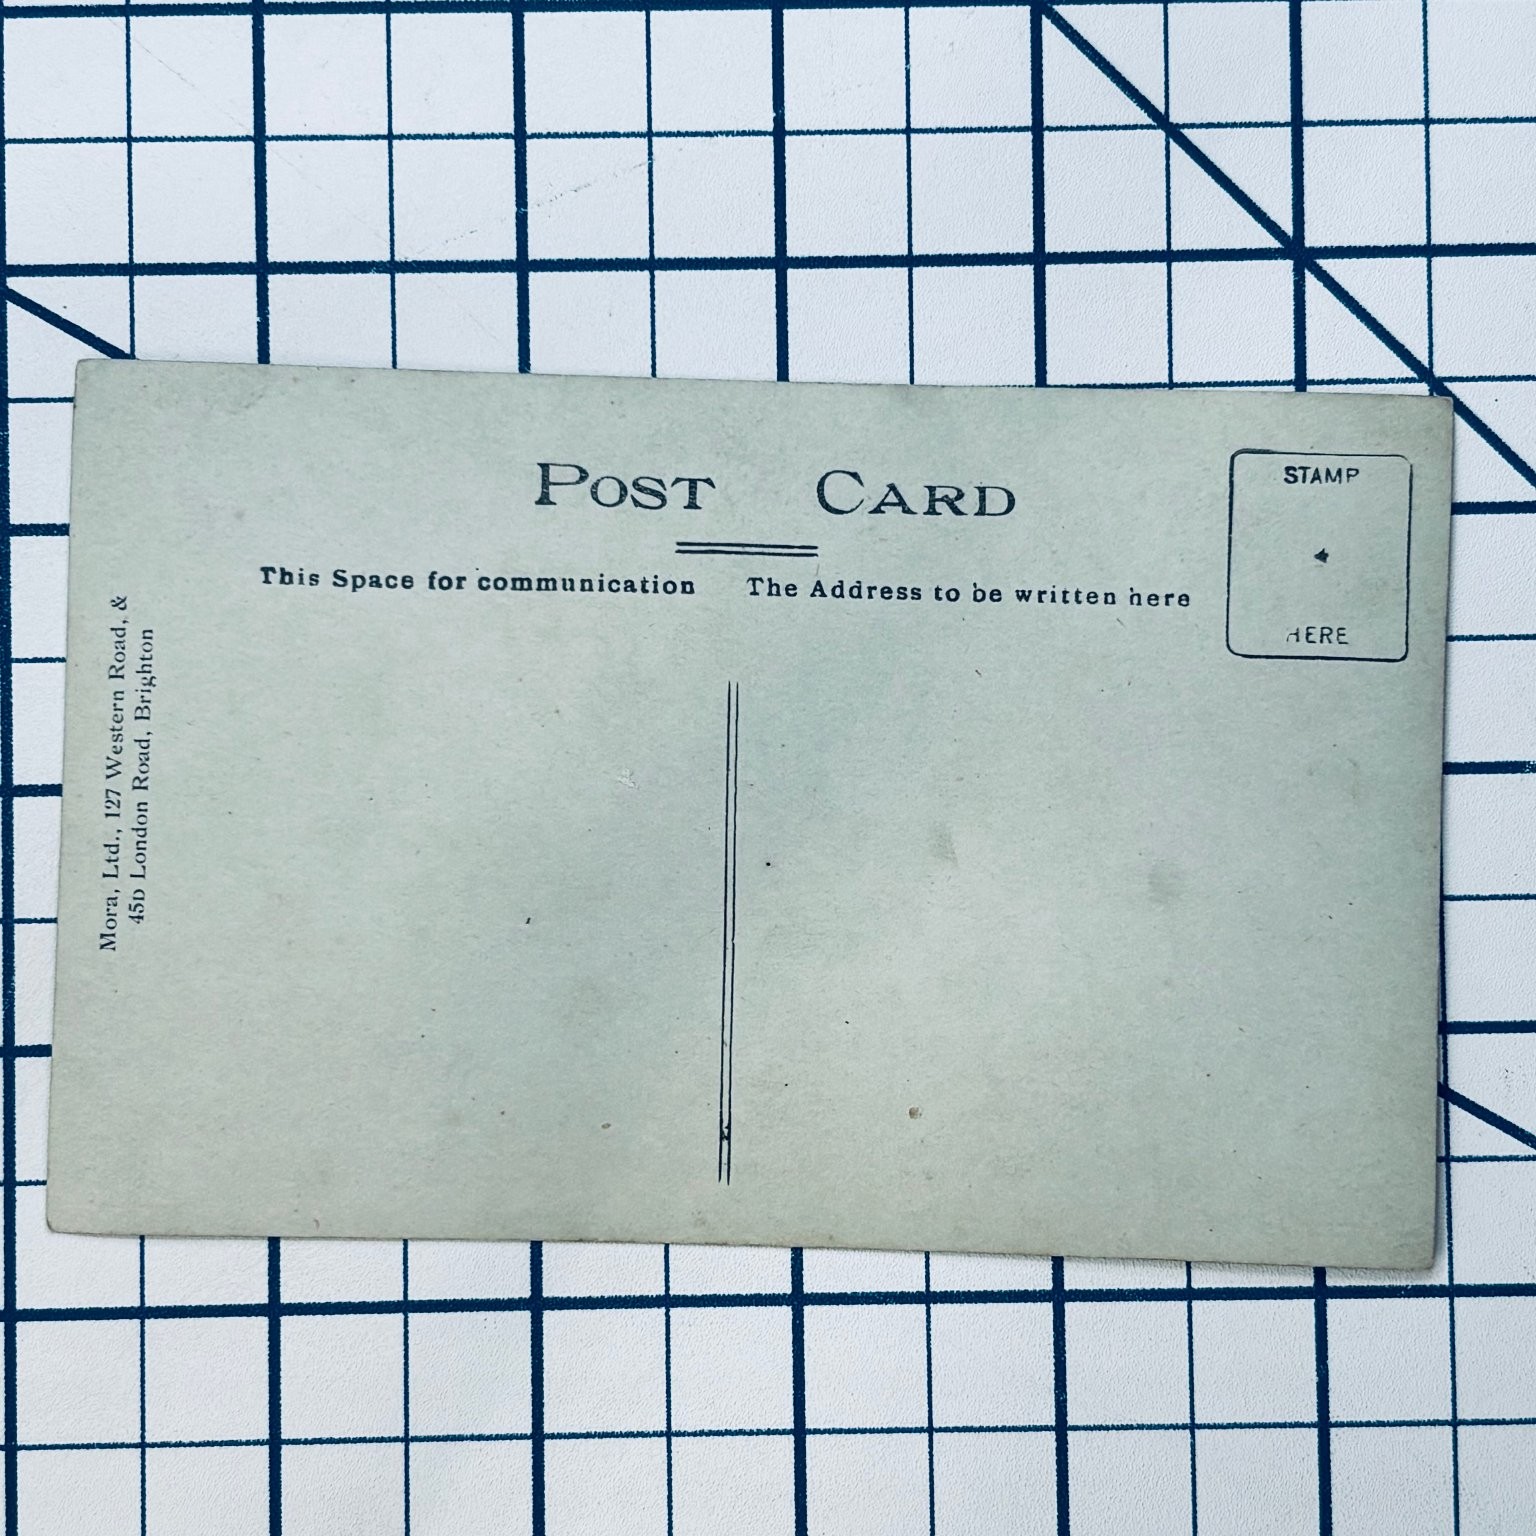 POST CARD
This Space for communication
The Address to be written here
STAMP
HERE
Mora, Ltd., 127 Western Road, &
45D London Road, Brighton